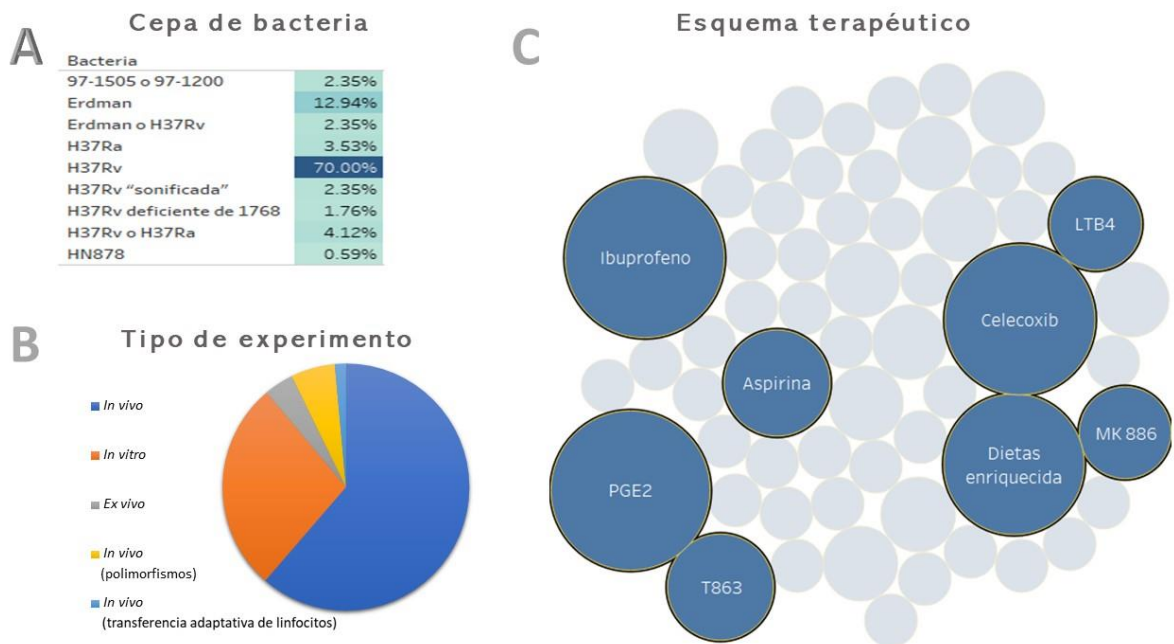 A
Cepa de bacteria
Bacteria
97-1505 o 97-1200 2.35%
Erdman 12.94%
Erdman o H37Rv 2.35%
H37Ra 3.53%
H37Rv 70.00%
H37Rv “sonificada” 2.35%
H37Rv deficiente de 1768 1.76%
H37Rv o H37Ra 4.12%
HN878 0.59%
B
Tipo de experimento
In vivo
In vitro
Ex vivo
In vivo
(polimorfismos)
In vivo
(transferencia adaptativa de linfocitos)
C
Esquema terapéutico
LTB4
Ibuprofeno
Celecoxib
Aspirina
MK 886
Dietas
enriquecida
PGE2
T863